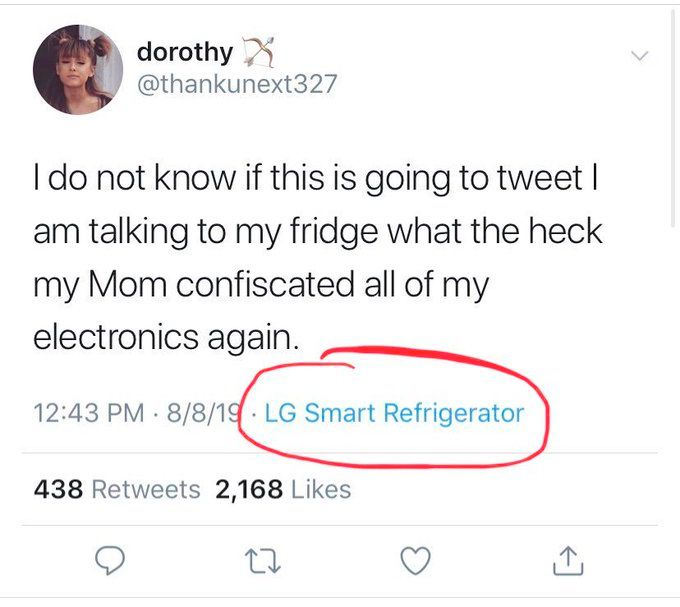 dorothy 🏹
@thankunext327
I do not know if this is going to tweet I
am talking to my fridge what the heck
my Mom confiscated all of my
electronics again.
12:43 PM · 8/8/19 · LG Smart Refrigerator
438 Retweets 2,168 Likes